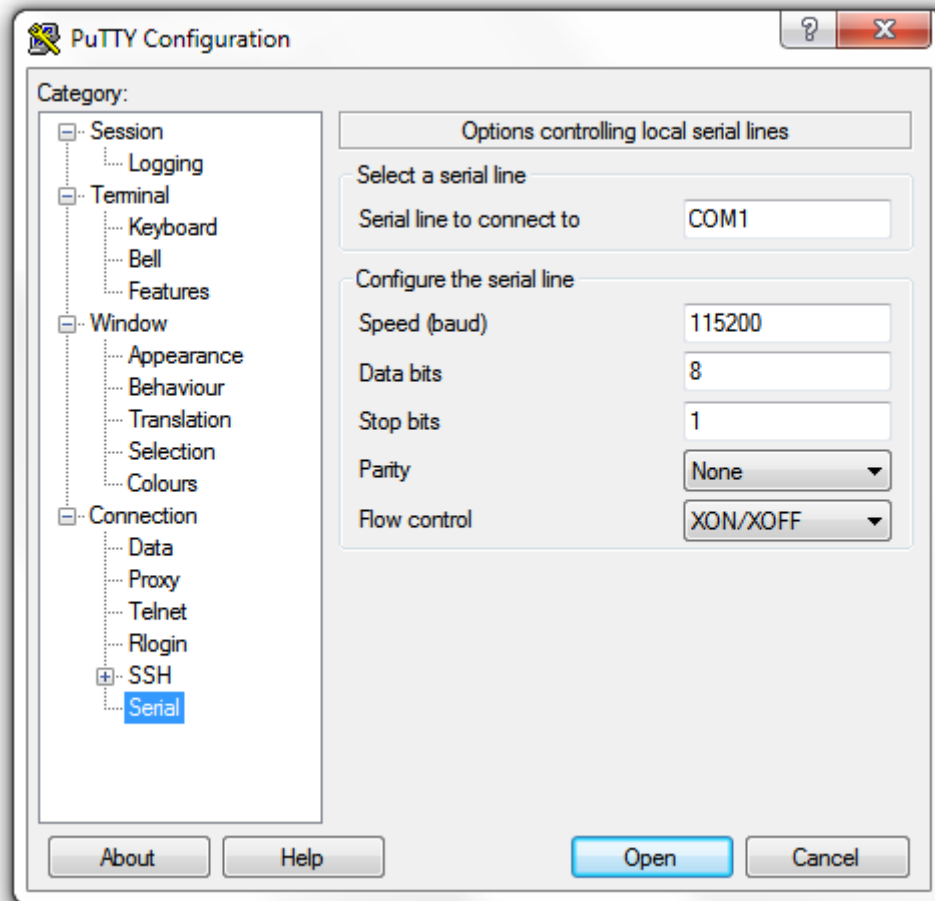 PuTTY Configuration
Category:
Session
Logging
Terminal
Keyboard
Bell
Features
Window
Appearance
Behaviour
Translation
Selection
Colours
Connection
Data
Proxy
Telnet
Rlogin
SSH
Serial
Options controlling local serial lines
Select a serial line
Serial line to connect to COM1
Configure the serial line
Speed (baud) 115200
Data bits 8
Stop bits 1
Parity None
Flow control XON/XOFF
About Help Open Cancel